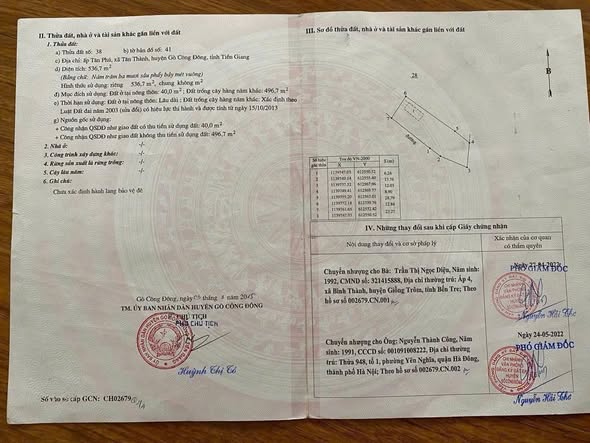 II. Thửa đất, nhà ở và tài sản khác gắn liền với đất
1. Thửa đất:
a) Thửa đất số: 38 b) tờ bản đồ số: 41
c) Địa chỉ: ấp Tân Phú, xã Tân Thành, huyện Gò Công Đông, tỉnh Tiền Giang
d) Diện tích: 536,7 m²
(Bằng chữ: Năm trăm ba mươi sáu phẩy bảy mét vuông)
Hình thức sử dụng: riêng 536,7 m², chung không m²
đ) Mục đích sử dụng: Đất ở tại nông thôn: 40,0 m²; Đất trồng cây hàng năm khác: 496,7 m²
e) Thời hạn sử dụng: Đất ở tại nông thôn: Lâu dài; Đất trồng cây hàng năm khác: Xác định theo
Luật Đất đai năm 2003 (sửa đổi) có hiệu lực thi hành và được tính từ ngày 15/10/2013
g) Nguồn gốc sử dụng:
+ Công nhận QSDĐ như giao đất có thu tiền sử dụng đất: 40,0 m²
+ Công nhận QSDĐ như giao đất không thu tiền sử dụng đất: 496,7 m²
2. Nhà ở: -/-
3. Công trình xây dựng khác: -/-
4. Rừng sản xuất là rừng trồng: -/-
5. Cây lâu năm: -/-
6. Ghi chú:
Chưa xác định hành lang bảo vệ đê
Gò Công Đông, ngày tháng năm
TM. ỦY BAN NHÂN DÂN HUYỆN GÒ CÔNG ĐÔNG
CHỦ TỊCH
PHÓ CHỦ TỊCH
Huỳnh Thị Tó
Số vào sổ cấp GCN: CH02679
III. Sơ đồ thửa đất, nhà ở và tài sản khác gắn liền với đất
B
28
đường
Số hiệu
góc thửa
Tọa độ VN-2000
X Y
S (m)
IV. Những thay đổi sau khi cấp Giấy chứng nhận
Nội dung thay đổi và cơ sở pháp lý
Xác nhận của cơ quan
có thẩm quyền
Chuyển nhượng cho Bà: Trần Thị Ngọc Diệu, Năm sinh:
1992, CMND số: 321415888, Địa chỉ thường trú: Ấp 4,
xã Bình Thành, huyện Giồng Trôm, tỉnh Bến Tre; Theo
hồ sơ số 002679.CN.001
Ngày 27-04-2022
PHÓ GIÁM ĐỐC
Nguyễn Hải Thọ
Chuyển nhượng cho Ông: Nguyễn Thành Công, Năm
sinh: 1991, CCCD số: 001091008222, Địa chỉ thường
trú: Thửa 948, tổ 1, phường Yên Nghĩa, quận Hà Đông,
thành phố Hà Nội; Theo hồ sơ số 002679.CN.002
Ngày 24-05-2022
PHÓ GIÁM ĐỐC
Nguyễn Hải Thọ